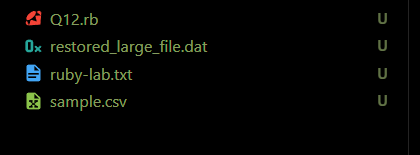 Q12.rb U
restored_large_file.dat U
ruby-lab.txt U
sample.csv U